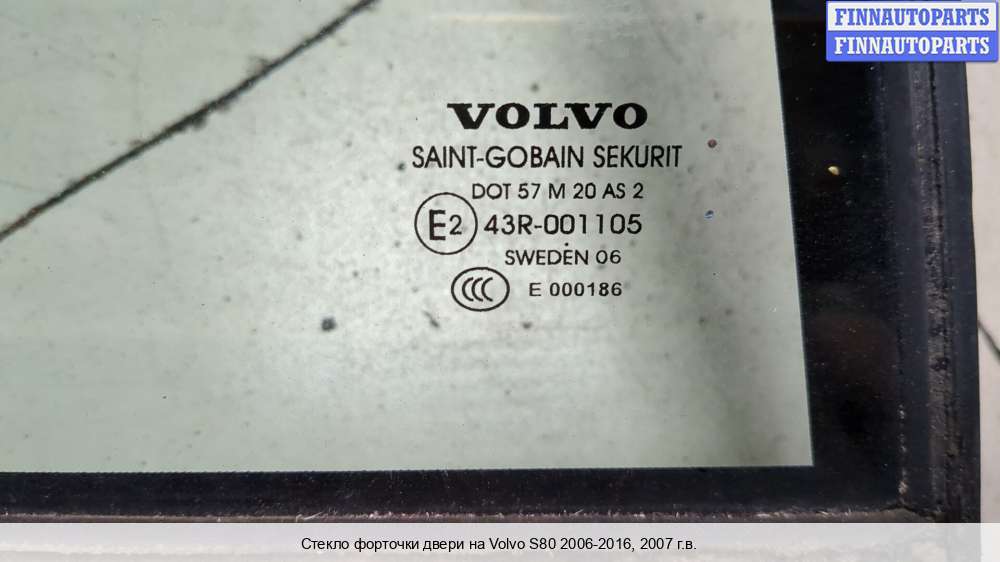 FINNAUTOPARTS
FINNAUTOPARTS
VOLVO
SAINT-GOBAIN SEKURIT
DOT 57 M 20 AS 2
E2 43R-001105
SWEDEN 06
CCC E 000186
Стекло форточки двери на Volvo S80 2006-2016, 2007 г.в.